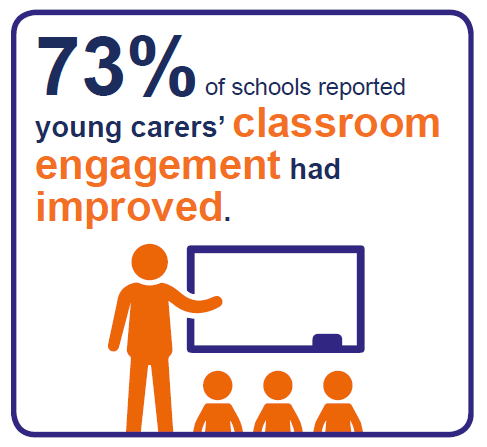 73% of schools reported
young carers’ classroom
engagement had
improved.